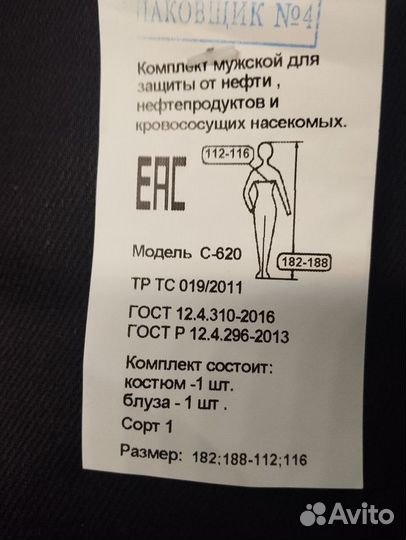 ПАКОВЩИК №4
Комплект мужской для
защиты от нефти ,
нефтепродуктов и
кровососущих насекомых.
112-116
EAC
182-188
Модель С-620
ТР ТС 019/2011
ГОСТ 12.4.310-2016
ГОСТ Р 12.4.296-2013
Комплект состоит:
костюм -1 шт.
блуза - 1 шт .
Сорт 1
Размер: 182;188-112;116
Avito